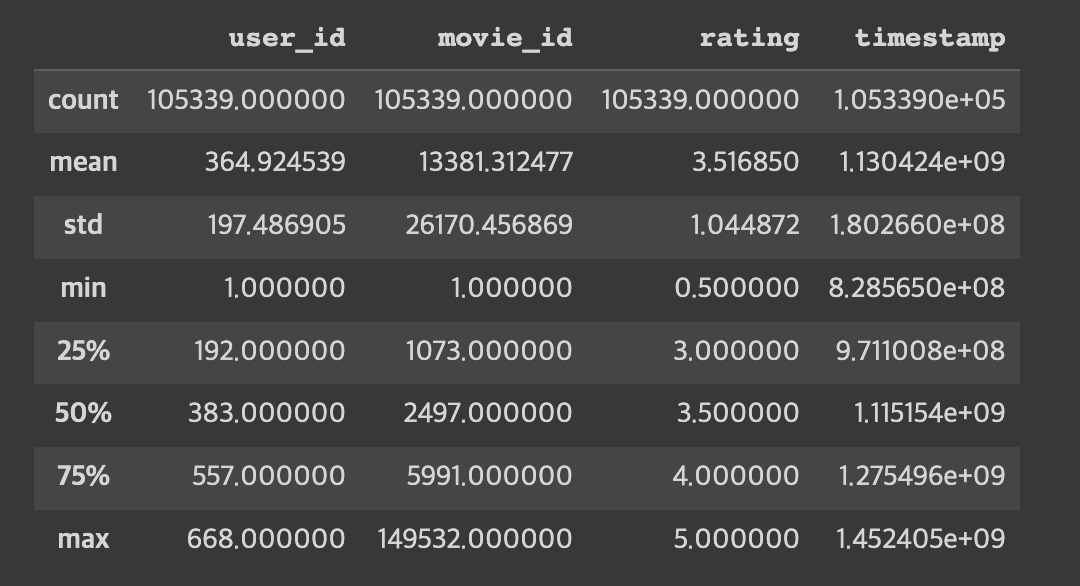 user_id movie_id rating timestamp
count 105339.000000 105339.000000 105339.000000 1.053390e+05
mean 364.924539 13381.312477 3.516850 1.130424e+09
std 197.486905 26170.456869 1.044872 1.802660e+08
min 1.000000 1.000000 0.500000 8.285650e+08
25% 192.000000 1073.000000 3.000000 9.711008e+08
50% 383.000000 2497.000000 3.500000 1.115154e+09
75% 557.000000 5991.000000 4.000000 1.275496e+09
max 668.000000 149532.000000 5.000000 1.452405e+09